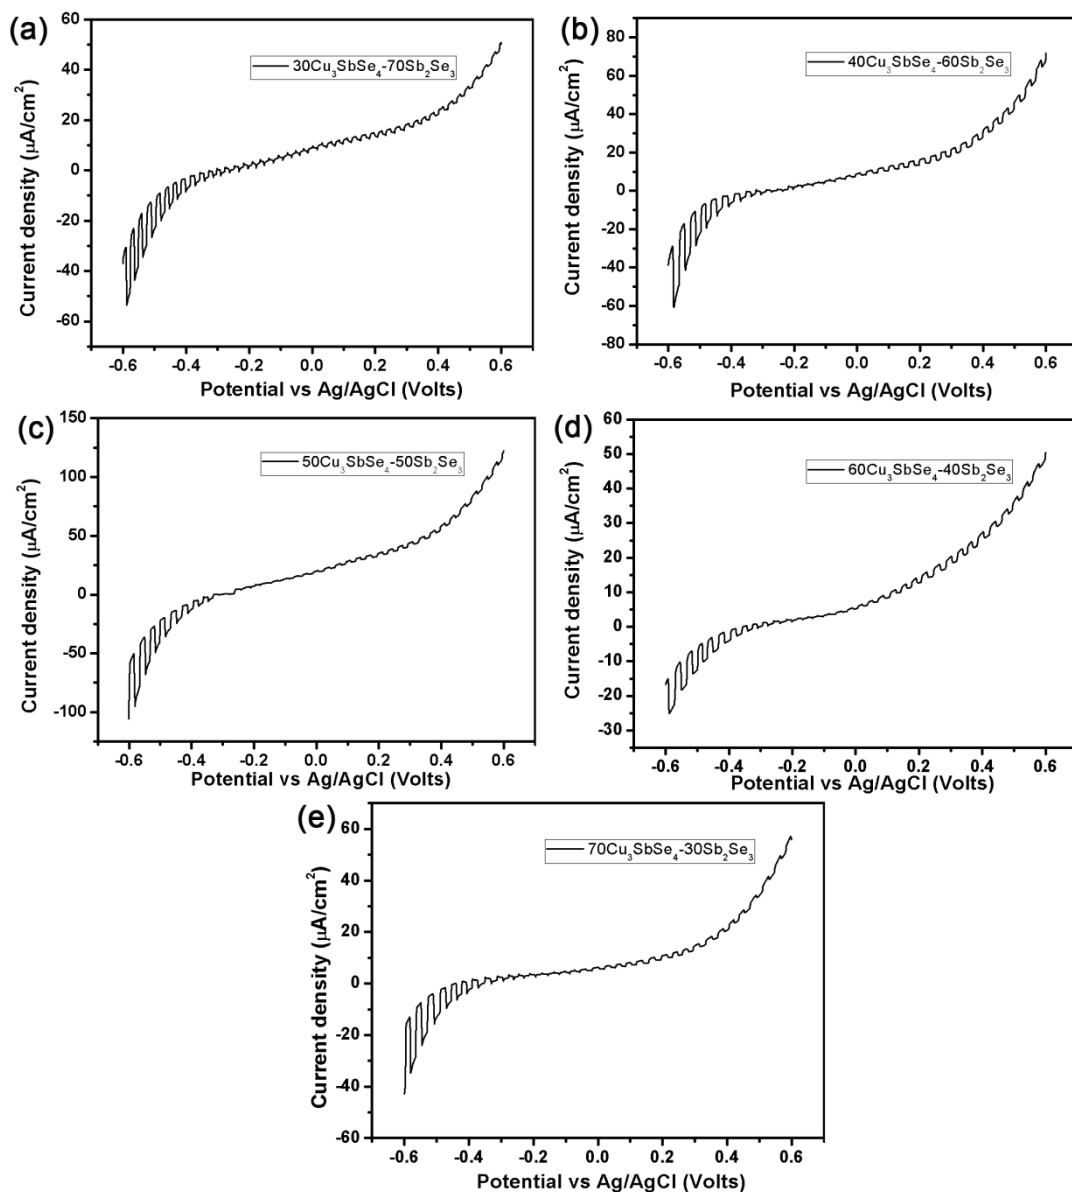 (a)
30Cu₃SbSe₄-70Sb₂Se₃
Current density (μA/cm²)
60
40
20
0
-20
-40
-60
-0.6 -0.4 -0.2 0.0 0.2 0.4 0.6
Potential vs Ag/AgCl (Volts)
(b)
40Cu₃SbSe₄-60Sb₂Se₃
Current density (μA/cm²)
80
60
40
20
0
-20
-40
-60
-80
-0.6 -0.4 -0.2 0.0 0.2 0.4 0.6
Potential vs Ag/AgCl (Volts)
(c)
50Cu₃SbSe₄-50Sb₂Se₃
Current density (μA/cm²)
150
100
50
0
-50
-100
-0.6 -0.4 -0.2 0.0 0.2 0.4 0.6
Potential vs Ag/AgCl (Volts)
(d)
60Cu₃SbSe₄-40Sb₂Se₃
Current density (μA/cm²)
60
50
40
30
20
10
0
-10
-20
-30
-0.6 -0.4 -0.2 0.0 0.2 0.4 0.6
Potential vs Ag/AgCl (Volts)
(e)
70Cu₃SbSe₄-30Sb₂Se₃
Current density (μA/cm²)
60
40
20
0
-20
-40
-60
-0.6 -0.4 -0.2 0.0 0.2 0.4 0.6
Potential vs Ag/AgCl (Volts)